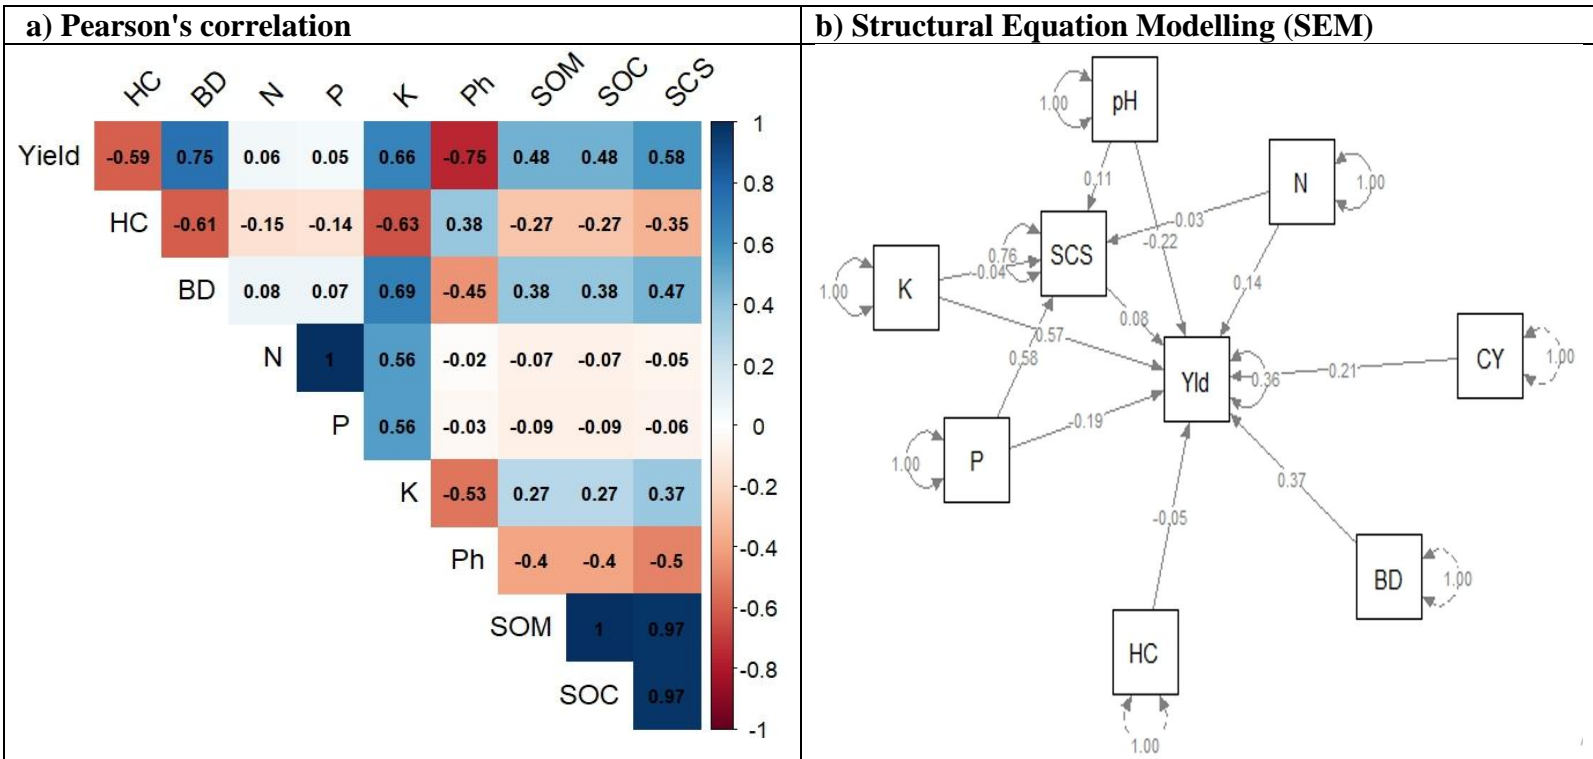 a) Pearson's correlation
b) Structural Equation Modelling (SEM)
HC BD N P K Ph SOM SOC SCS
Yield -0.59 0.75 0.06 0.05 0.66 -0.75 0.48 0.48 0.58
HC -0.61 -0.15 -0.14 -0.63 0.38 -0.27 -0.27 -0.35
BD 0.08 0.07 0.69 -0.45 0.38 0.38 0.47
N 1 0.56 -0.02 -0.07 -0.07 -0.05
P 0.56 -0.03 -0.09 -0.09 -0.06
K -0.53 0.27 0.27 0.37
Ph -0.4 -0.4 -0.5
SOM 1 0.97
SOC 0.97
1
0.8
0.6
0.4
0.2
0
-0.2
-0.4
-0.6
-0.8
-1
1.00 pH
0.11
N 1.00
-0.03
-0.22
0.76 SCS
-0.04
1.00 K
0.14
0.08
0.57
0.58
Yld 0.36
0.21
CY 1.00
-0.19
1.00 P
0.37
-0.05
BD 1.00
HC
1.00